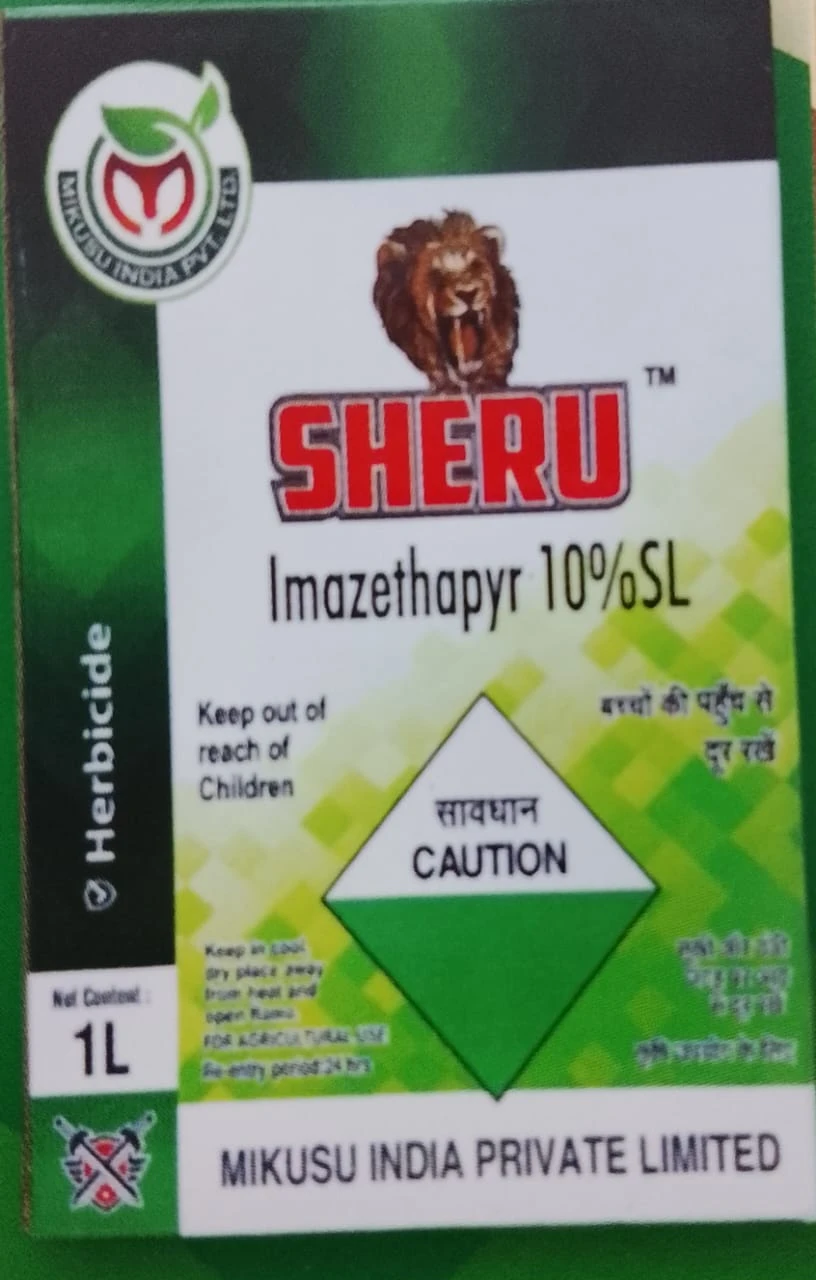 MIKUSU INDIA PVT. LTD.
SHERU
TM
Imazethapyr 10%SL
Keep out of
reach of
Children
बच्चों की पहुँच से
दूर रखें
सावधान
CAUTION
Herbicide
Keep in cool
dry place away
from heat and
open flame
FOR AGRICULTURAL USE
Re-entry period:24 hrs
Net Content :
1L
MIKUSU INDIA PRIVATE LIMITED